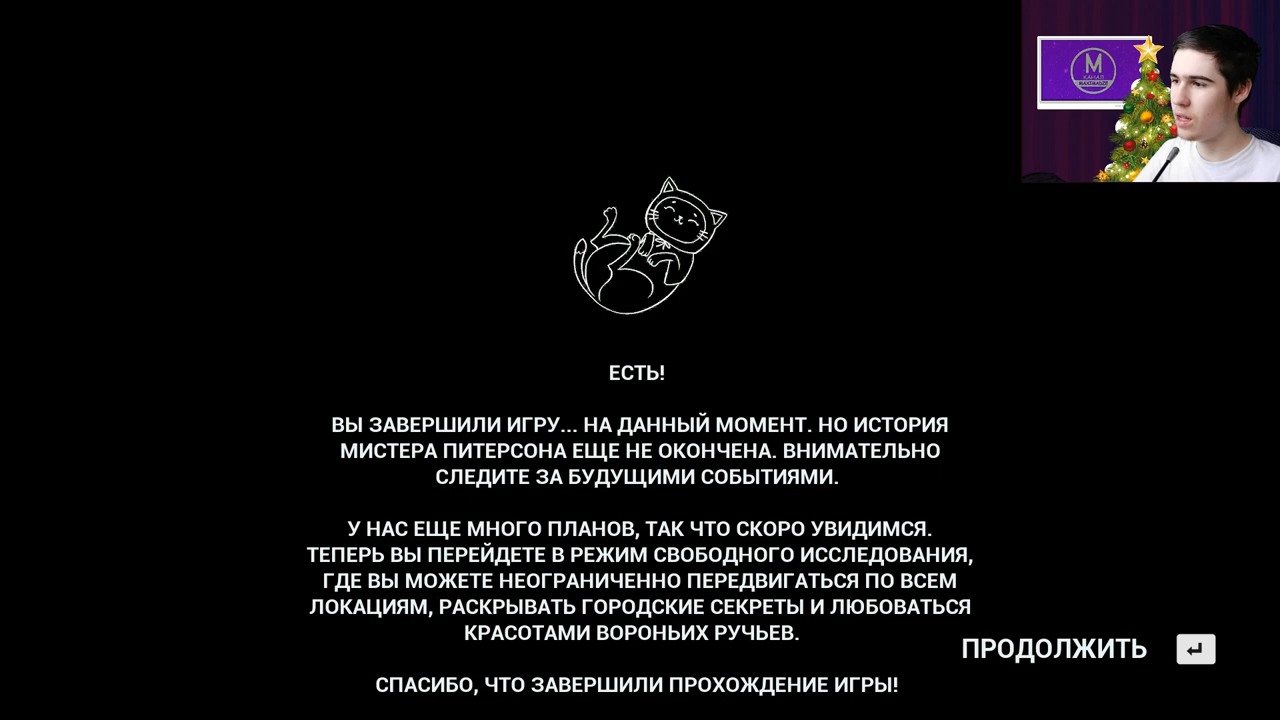 М
КАНАЛ
ЕСТЬ!
ВЫ ЗАВЕРШИЛИ ИГРУ... НА ДАННЫЙ МОМЕНТ. НО ИСТОРИЯ
МИСТЕРА ПИТЕРСОНА ЕЩЕ НЕ ОКОНЧЕНА. ВНИМАТЕЛЬНО
СЛЕДИТЕ ЗА БУДУЩИМИ СОБЫТИЯМИ.
У НАС ЕЩЕ МНОГО ПЛАНОВ, ТАК ЧТО СКОРО УВИДИМСЯ.
ТЕПЕРЬ ВЫ ПЕРЕЙДЕТЕ В РЕЖИМ СВОБОДНОГО ИССЛЕДОВАНИЯ,
ГДЕ ВЫ МОЖЕТЕ НЕОГРАНИЧЕННО ПЕРЕДВИГАТЬСЯ ПО ВСЕМ
ЛОКАЦИЯМ, РАСКРЫВАТЬ ГОРОДСКИЕ СЕКРЕТЫ И ЛЮБОВАТЬСЯ
КРАСОТАМИ ВОРОНЬИХ РУЧЬЕВ.
ПРОДОЛЖИТЬ
СПАСИБО, ЧТО ЗАВЕРШИЛИ ПРОХОЖДЕНИЕ ИГРЫ!